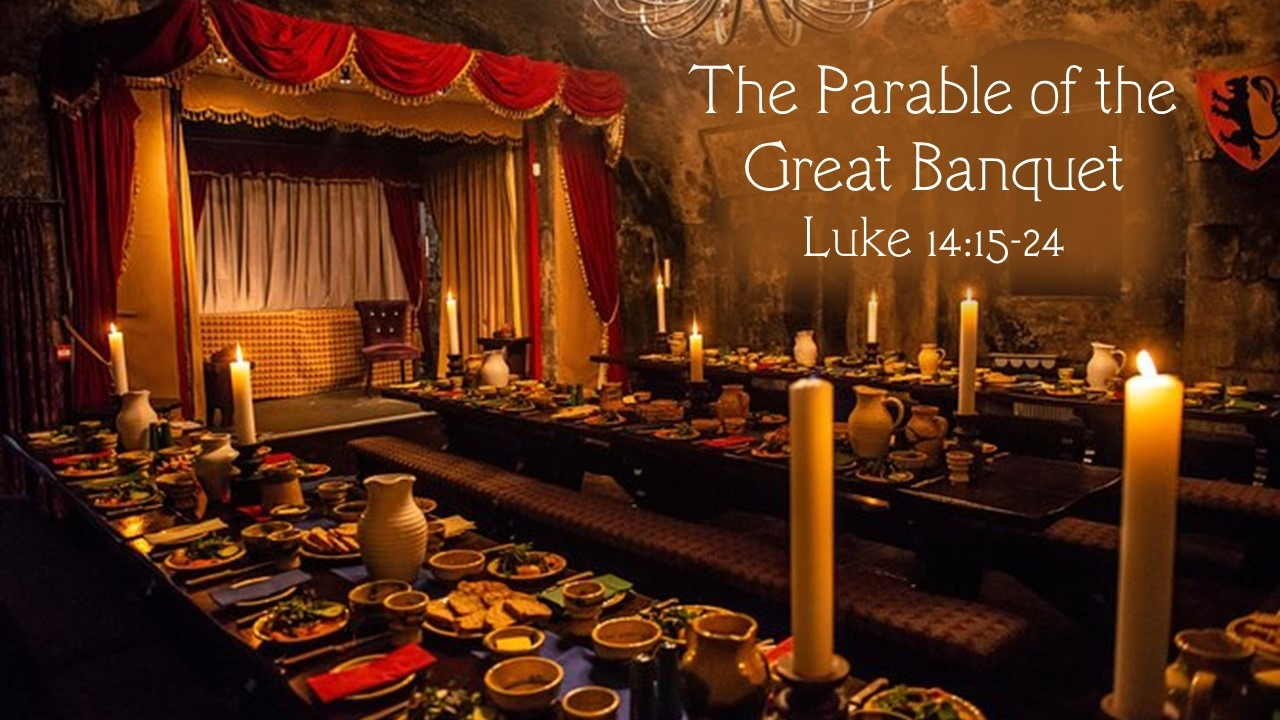 The Parable of the
Great Banquet
Luke 14:15-24